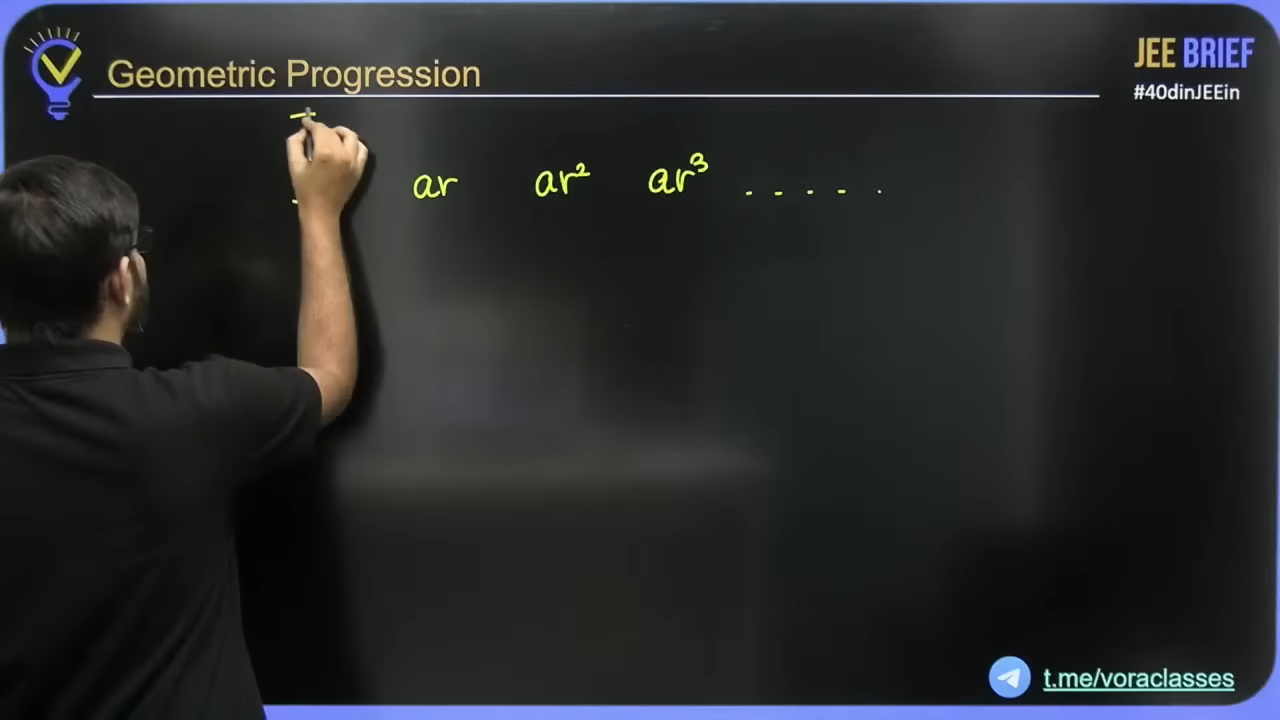 JEE BRIEF
Geometric Progression
#40dinJEEin
ar ar² ar³ . . . . .
t.me/voraclasses